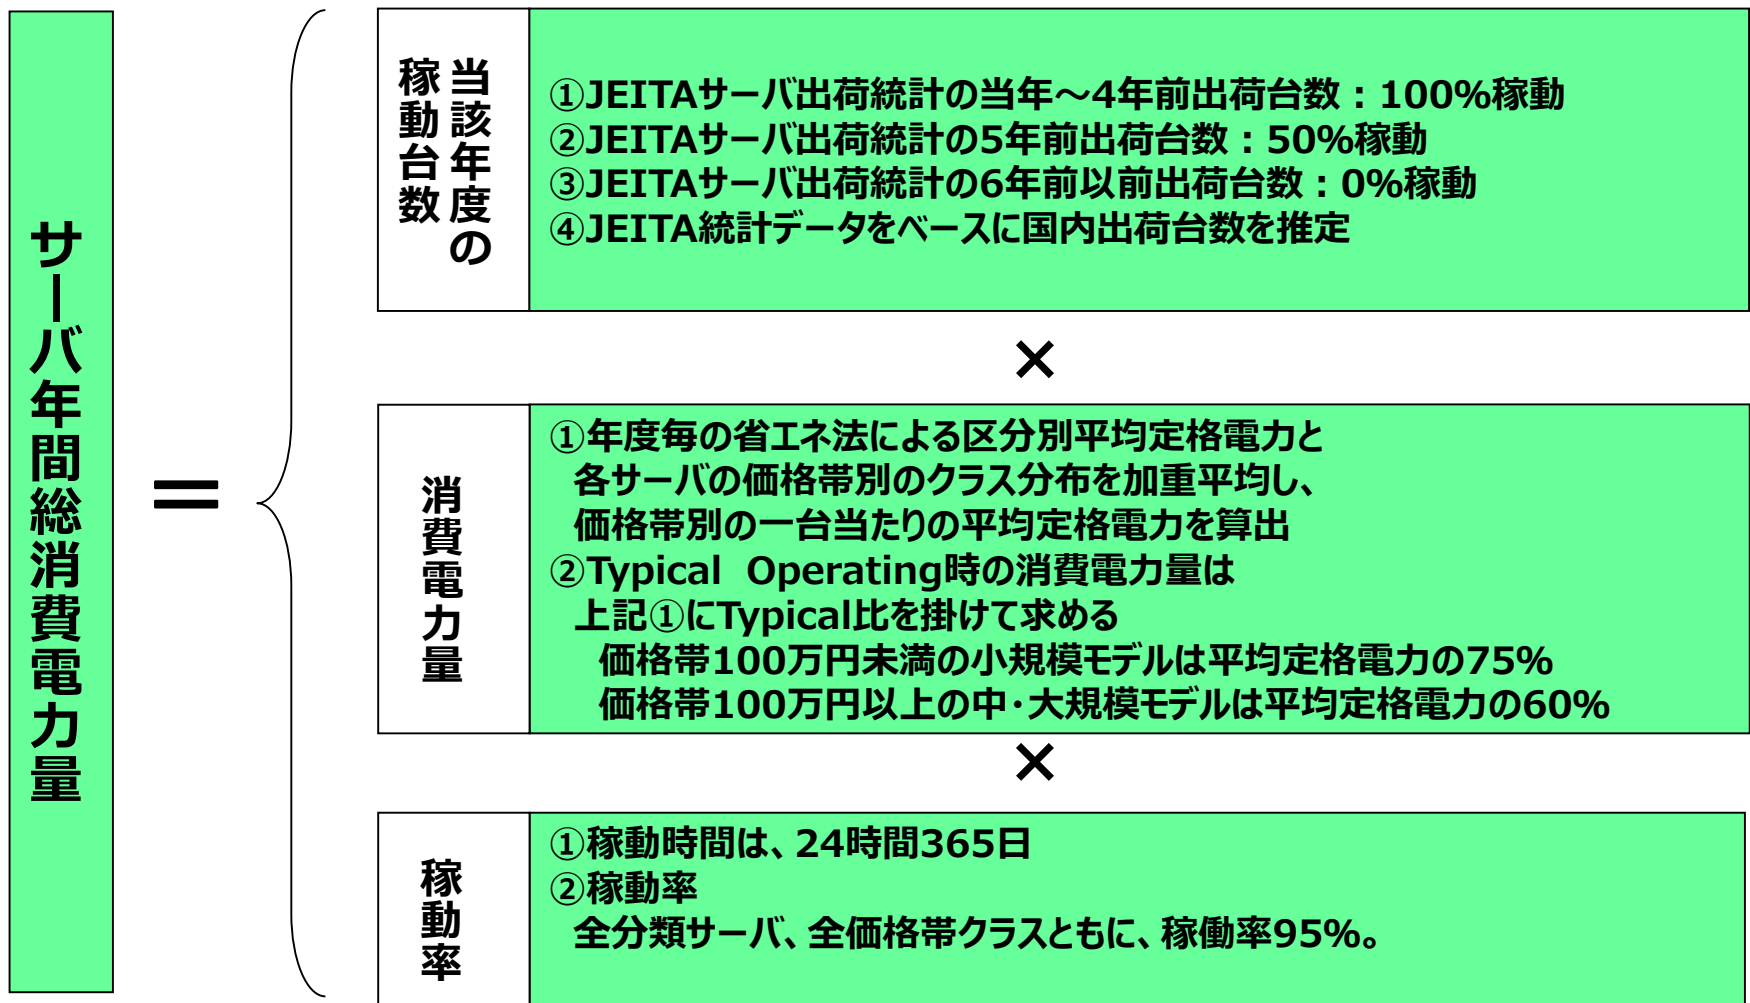 サーバ年間総消費電力量
＝
当該年度の
稼動台数
①JEITAサーバ出荷統計の当年～4年前出荷台数：100%稼動
②JEITAサーバ出荷統計の5年前出荷台数：50%稼動
③JEITAサーバ出荷統計の6年前以前出荷台数：0%稼動
④JEITA統計データをベースに国内出荷台数を推定
×
消費電力量
①年度毎の省エネ法による区分別平均定格電力と
各サーバの価格帯別のクラス分布を加重平均し、
価格帯別の一台当たりの平均定格電力を算出
②Typical Operating時の消費電力量は
上記①にTypical比を掛けて求める
価格帯100万円未満の小規模モデルは平均定格電力の75%
価格帯100万円以上の中・大規模モデルは平均定格電力の60%
×
稼動率
①稼動時間は、24時間365日
②稼動率
全分類サーバ、全価格帯クラスともに、稼働率95%。